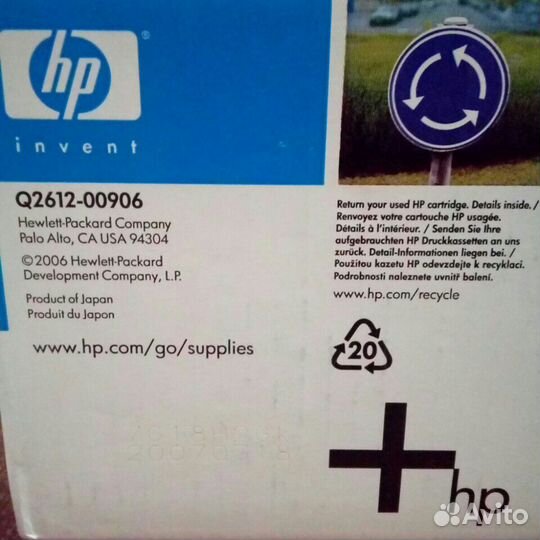 hp
®
invent
Q2612-00906
Hewlett-Packard Company
Palo Alto, CA USA 94304
©2006 Hewlett-Packard
Development Company, L.P.
Product of Japan
Produit du Japon
www.hp.com/go/supplies
Return your used HP cartridge. Details inside. /
Renvoyez votre cartouche HP usagée.
Détails à l'intérieur. / Senden Sie Ihre
aufgebrauchten HP Druckkassetten an uns
zurück. Detail-Informationen liegen bei. /
Použitou kazetu HP odevzdejte k recyklaci.
Podrobnosti naleznete uvnitř balení.
www.hp.com/recycle
20
hp
Avito